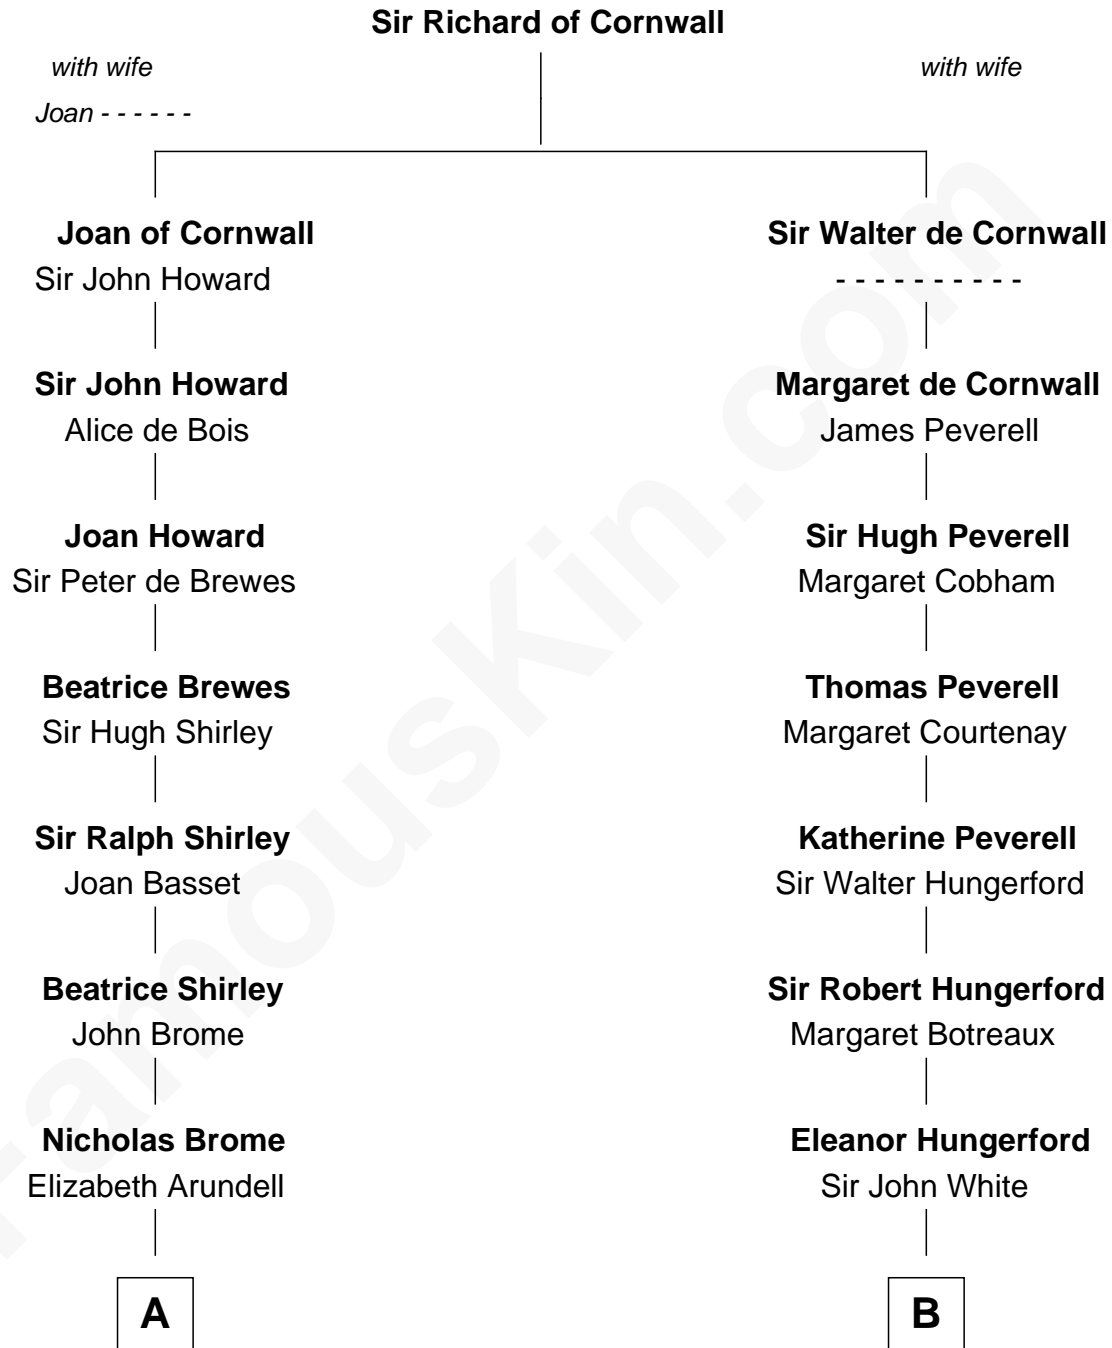 Sir Richard of Cornwall
with wife
with wife
Joan - - - - - -
Joan of Cornwall
Sir John Howard
Sir Walter de Cornwall
- - - - - - - - - -
Sir John Howard
Alice de Bois
Margaret de Cornwall
James Peverell
Joan Howard
Sir Peter de Brewes
Sir Hugh Peverell
Margaret Cobham
Beatrice Brewes
Sir Hugh Shirley
Thomas Peverell
Margaret Courtenay
Sir Ralph Shirley
Joan Basset
Katherine Peverell
Sir Walter Hungerford
Beatrice Shirley
John Brome
Sir Robert Hungerford
Margaret Botreaux
Nicholas Brome
Elizabeth Arundell
Eleanor Hungerford
Sir John White
A
B
FamousKin.com